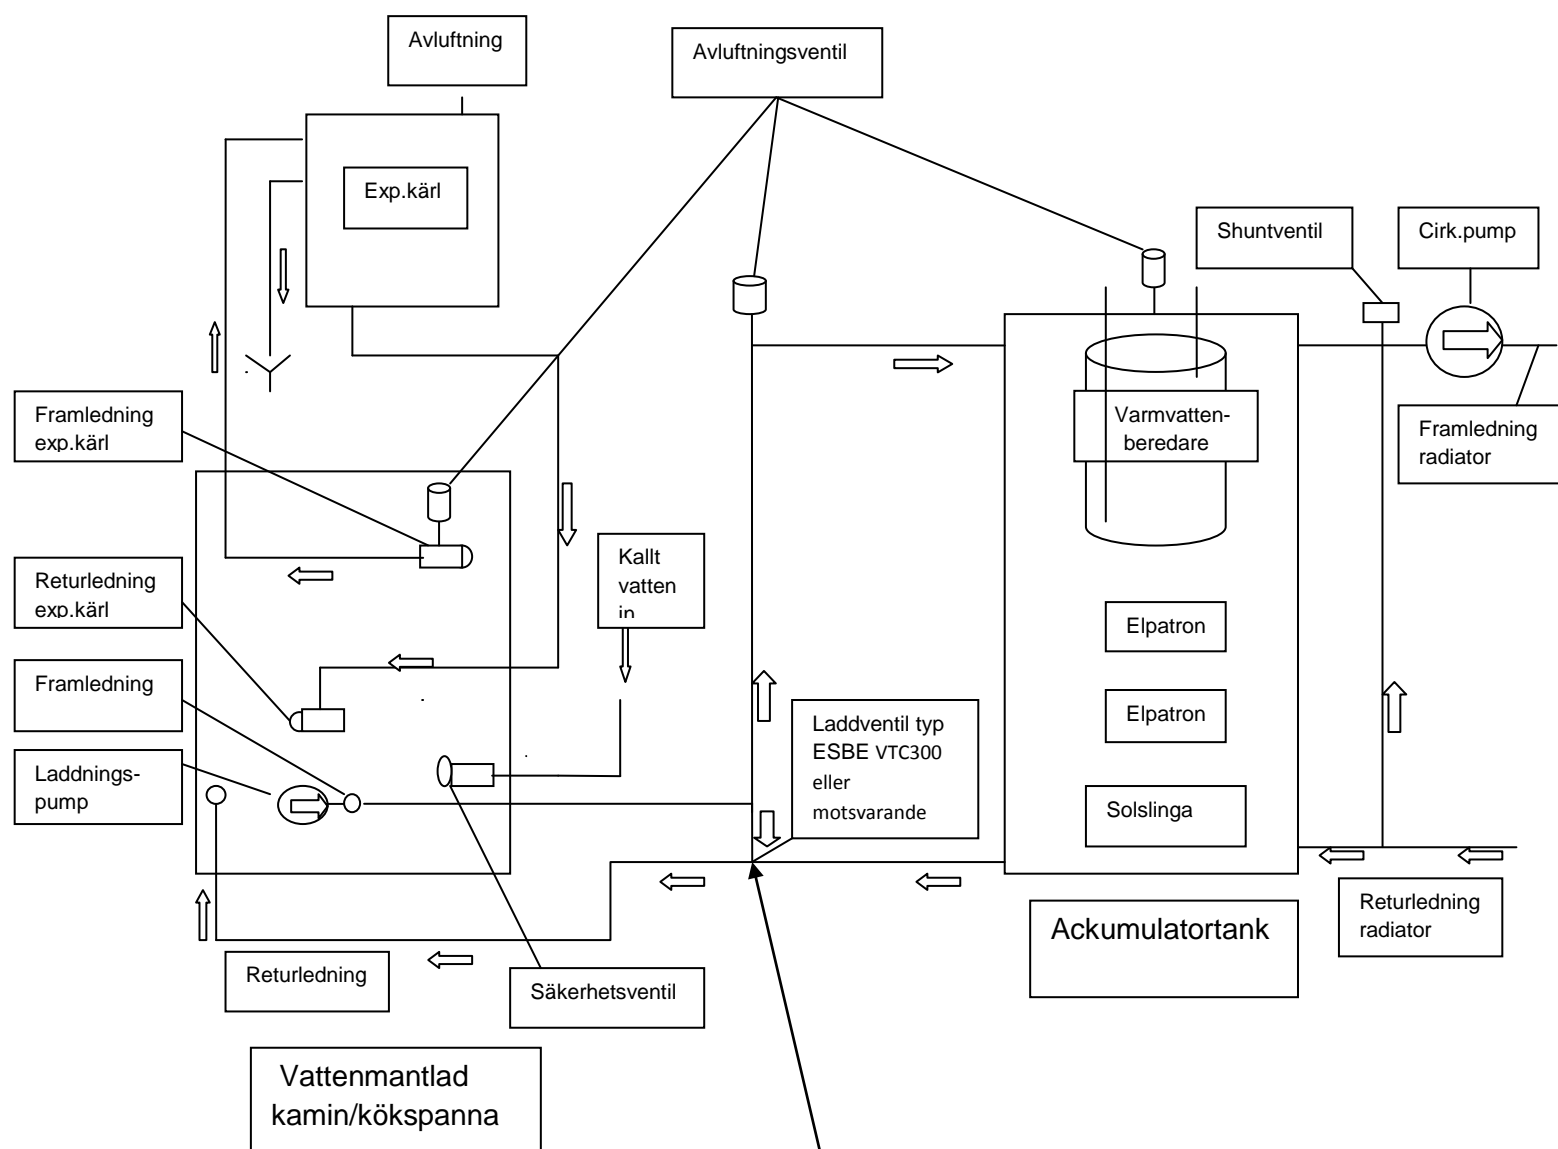 Avluftning
Avluftningsventil
Exp.kärl
Shuntventil
Cirk.pump
Framledning
exp.kärl
Varmvatten-
beredare
Framledning
radiator
Returledning
exp.kärl
Kallt
vatten
in
Elpatron
Framledning
Elpatron
Laddventil typ
ESBE VTC300
eller
motsvarande
Laddnings-
pump
Solslinga
Returledning
radiator
Ackumulatortank
Returledning
Säkerhetsventil
Vattenmantlad
kamin/kökspanna